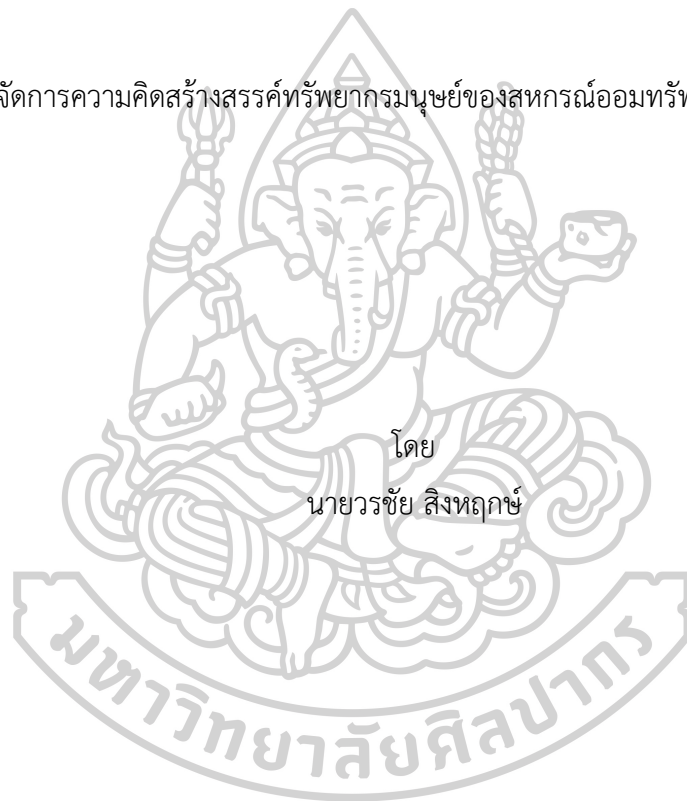 จัดการความคิดสร้างสรรค์ทรัพยากรมนุษย์ของสหกรณ์ออมทรัพ
โดย
นายวรชัย สิงหฤกษ์
มหาวิทยาลัยศิลปากร